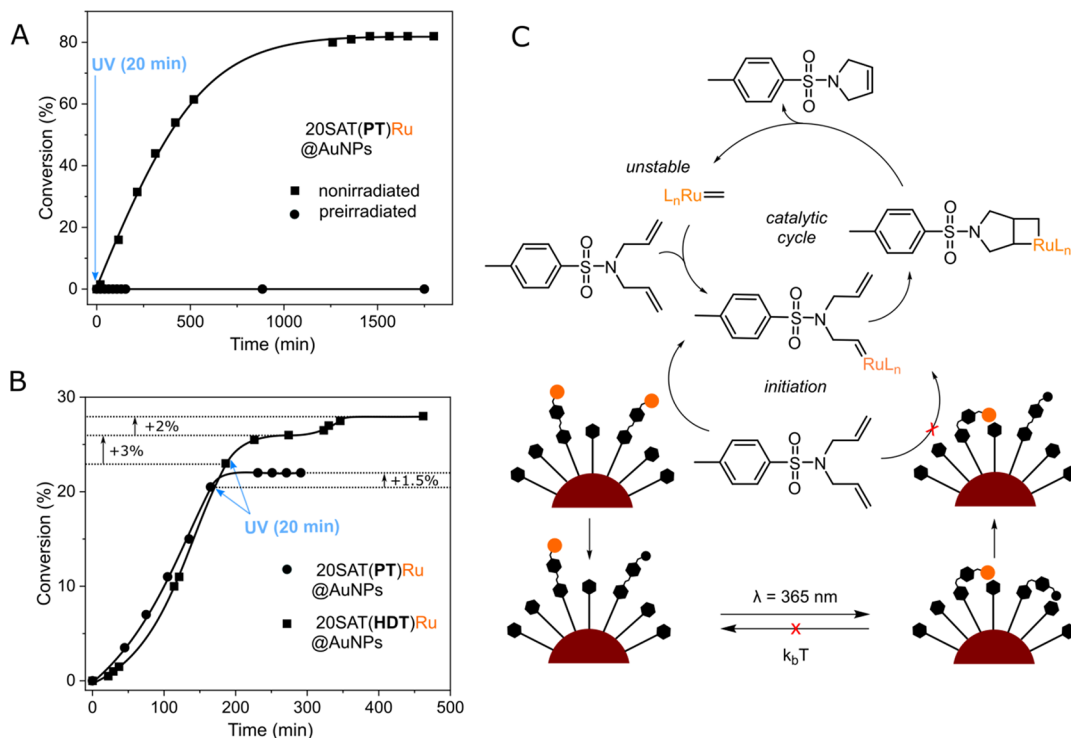 A
UV (20 min)
80
60
40
20
0
Conversion (%)
20SAT(PT)Ru
@AuNPs
nonirradiated
preirradiated
0
500
1000
1500
Time (min)
B
30
20
10
0
Conversion (%)
+2%
+3%
+1.5%
UV (20 min)
20SAT(PT)Ru
@AuNPs
20SAT(HDT)Ru
@AuNPs
0
100
200
300
400
500
Time (min)
C
O
S
N
O
unstable
LnRu
catalytic
cycle
O
S
N
O
RuLn
O
S
N
O
O
S
N
O
RuLn
initiation
O
S
N
O
x
λ = 365 nm
x
kbT